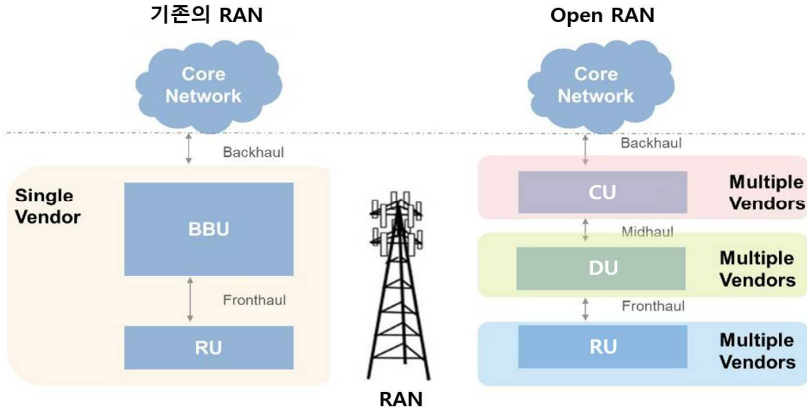 기존의 RAN
Core
Network
Backhaul
Single
Vendor
BBU
Fronthaul
RU
RAN
Open RAN
Core
Network
Backhaul
CU
Multiple
Vendors
Midhaul
DU
Multiple
Vendors
Fronthaul
RU
Multiple
Vendors